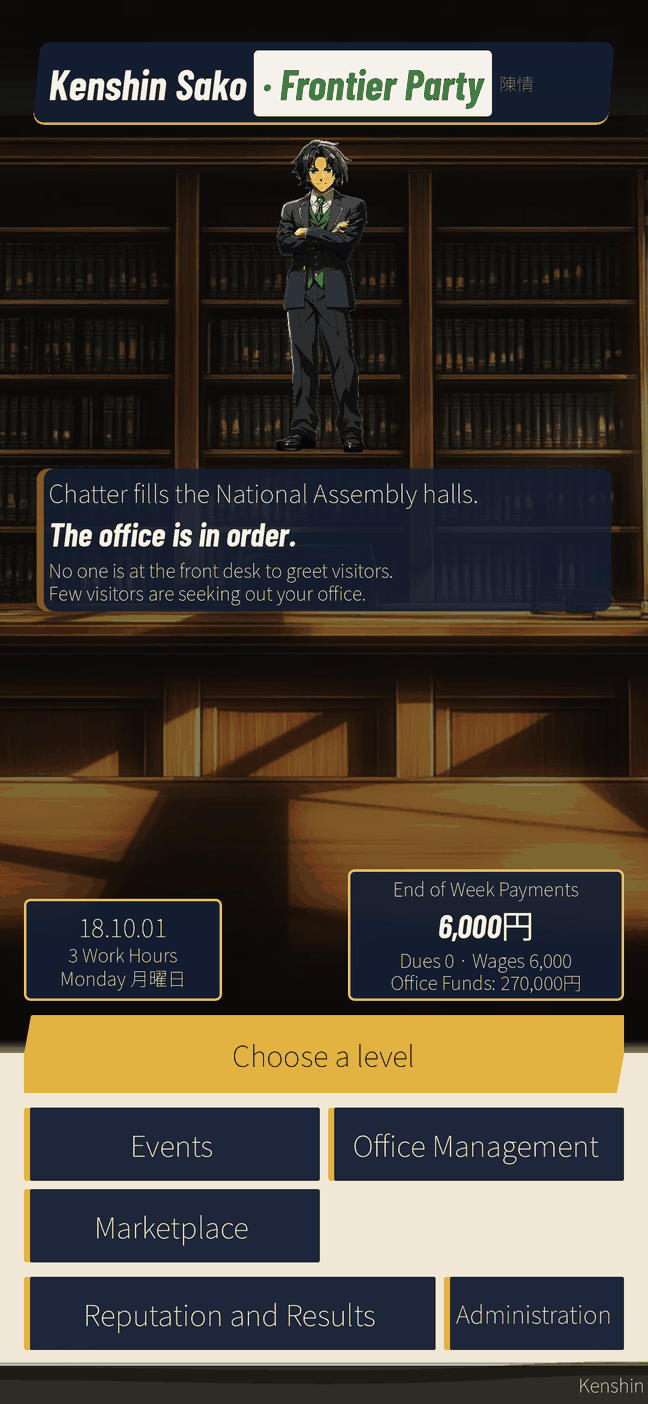 Kenshin Sako · Frontier Party 陳情
Chatter fills the National Assembly halls.
The office is in order.
No one is at the front desk to greet visitors.
Few visitors are seeking out your office.
18.10.01
3 Work Hours
Monday 月曜日
End of Week Payments
6,000円
Dues 0 · Wages 6,000
Office Funds: 270,000円
Choose a level
Events
Office Management
Marketplace
Reputation and Results
Administration
Kenshin